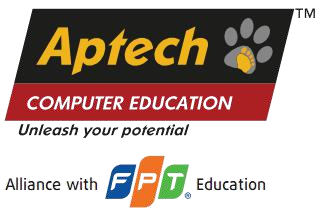 Aptech TM
COMPUTER EDUCATION
Unleash your potential
Alliance with FPT® Education